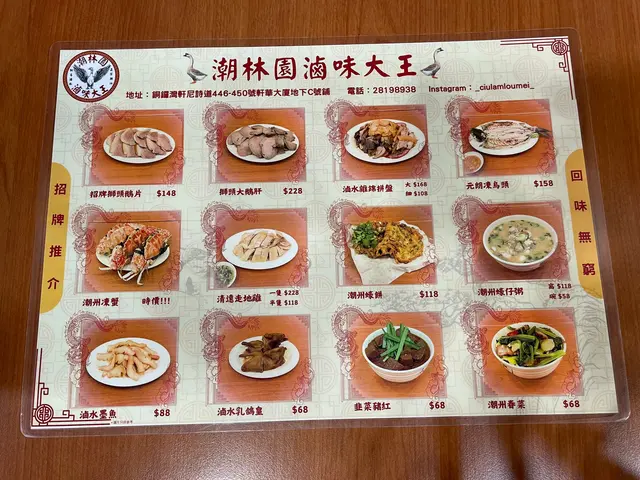 潮林園
滷味大王
潮林園滷味大王
地址：銅鑼灣軒尼詩道446-450號軒華大廈地下C號鋪 電話：28198938 Instagram：_ciulamloumei_
招牌推介
回味無窮
招牌獅頭鵝片 $148
獅頭大鵝肝 $228
滷水雜錦拼盤 大 $168
細 $108
元朗凍烏頭 $158
潮州凍蟹 時價!!!
清遠走地雞 一隻 $228
半隻 $118
潮州蠔餅 $118
潮州蠔仔粥 窩 $118
碗 $58
滷水墨魚 $88
滷水乳鴿皇 $68
韭菜豬紅 $68
潮州春菜 $68